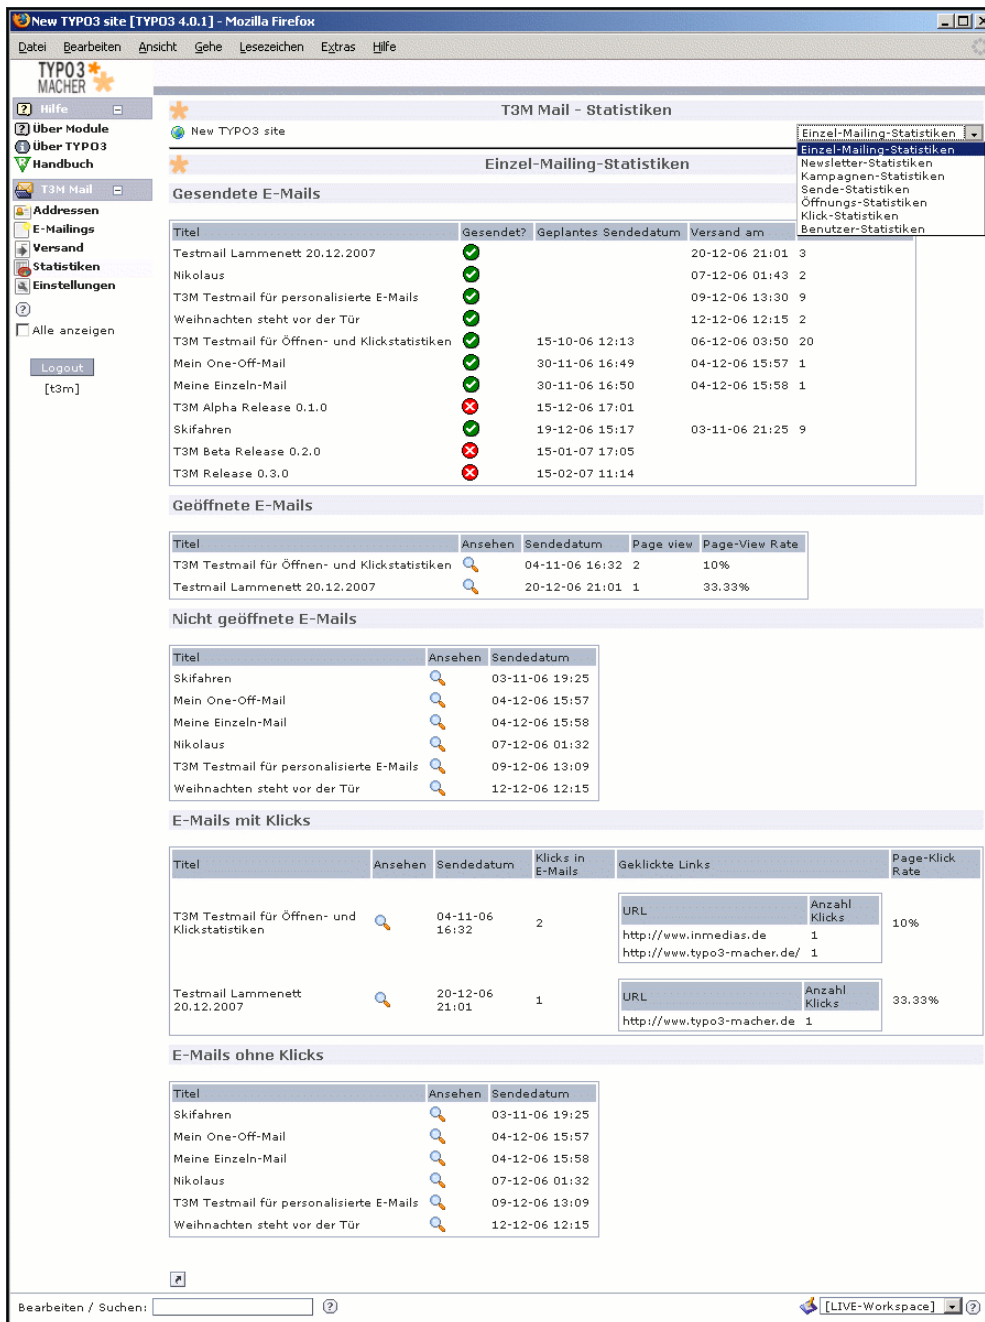 New TYPO3 site [TYPO3 4.0.1] - Mozilla Firefox
Datei Bearbeiten Ansicht Gehe Lesezeichen Extras Hilfe
TYPO3
MACHER
Hilfe
Über Module
Über TYPO3
Handbuch
T3M Mail
Addressen
E-Mailings
Versand
Statistiken
Einstellungen
Alle anzeigen
Logout
[t3m]
T3M Mail - Statistiken
New TYPO3 site
Einzel-Mailing-Statistiken
Einzel-Mailing-Statistiken
Newsletter-Statistiken
Kampagnen-Statistiken
Sende-Statistiken
Öffnungs-Statistiken
Klick-Statistiken
Benutzer-Statistiken
Einzel-Mailing-Statistiken
Gesendete E-Mails
Titel Gesendet? Geplantes Sendedatum Versand am
Testmail Lammenett 20.12.2007 20-12-06 21:01 3
Nikolaus 07-12-06 01:43 2
T3M Testmail für personalisierte E-Mails 09-12-06 13:30 9
Weihnachten steht vor der Tür 12-12-06 12:15 2
T3M Testmail für Öffnen- und Klickstatistiken 15-10-06 12:13 06-12-06 03:50 20
Mein One-Off-Mail 30-11-06 16:49 04-12-06 15:57 1
Meine Einzeln-Mail 30-11-06 16:50 04-12-06 15:58 1
T3M Alpha Release 0.1.0 15-12-06 17:01
Skifahren 19-12-06 15:17 03-11-06 21:25 9
T3M Beta Release 0.2.0 15-01-07 17:05
T3M Release 0.3.0 15-02-07 11:14
Geöffnete E-Mails
Titel Ansehen Sendedatum Page view Page-View Rate
T3M Testmail für Öffnen- und Klickstatistiken 04-11-06 16:32 2 10%
Testmail Lammenett 20.12.2007 20-12-06 21:01 1 33.33%
Nicht geöffnete E-Mails
Titel Ansehen Sendedatum
Skifahren 03-11-06 19:25
Mein One-Off-Mail 04-12-06 15:57
Meine Einzeln-Mail 04-12-06 15:58
Nikolaus 07-12-06 01:32
T3M Testmail für personalisierte E-Mails 09-12-06 13:09
Weihnachten steht vor der Tür 12-12-06 12:15
E-Mails mit Klicks
Titel Ansehen Sendedatum Klicks in E-Mails Geklickte Links Page-Klick Rate
T3M Testmail für Öffnen- und Klickstatistiken 04-11-06 16:32 2 10%
URL Anzahl Klicks
http://www.inmedias.de 1
http://www.typo3-macher.de/ 1
Testmail Lammenett 20.12.2007 20-12-06 21:01 1 33.33%
URL Anzahl Klicks
http://www.typo3-macher.de 1
E-Mails ohne Klicks
Titel Ansehen Sendedatum
Skifahren 03-11-06 19:25
Mein One-Off-Mail 04-12-06 15:57
Meine Einzeln-Mail 04-12-06 15:58
Nikolaus 07-12-06 01:32
T3M Testmail für personalisierte E-Mails 09-12-06 13:09
Weihnachten steht vor der Tür 12-12-06 12:15
Bearbeiten / Suchen: [LIVE-Workspace]